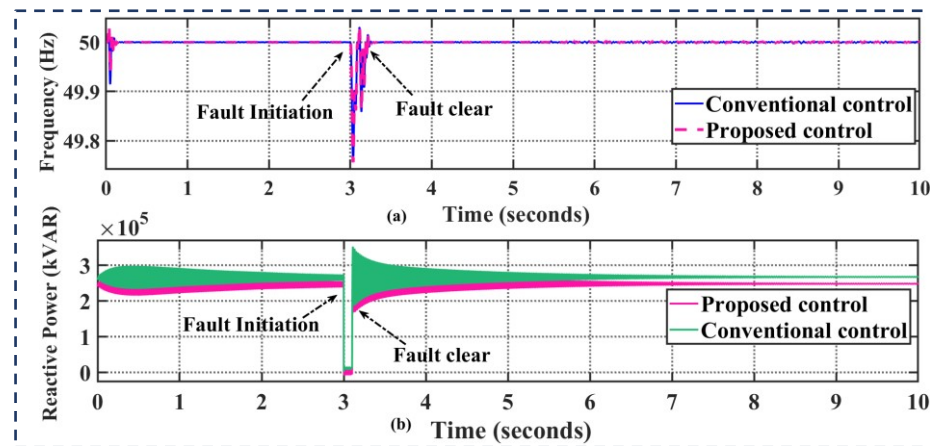 Frequency (Hz)
50
49.9
49.8
Fault Initiation
Fault clear
Conventional control
Proposed control
0 1 2 3 4 5 6 7 8 9 10
(a)
Time (seconds)
×10⁵
Reactive Power (kVAR)
3
2
1
0
Fault Initiation
Fault clear
Proposed control
Conventional control
0 1 2 3 4 5 6 7 8 9 10
(b)
Time (seconds)